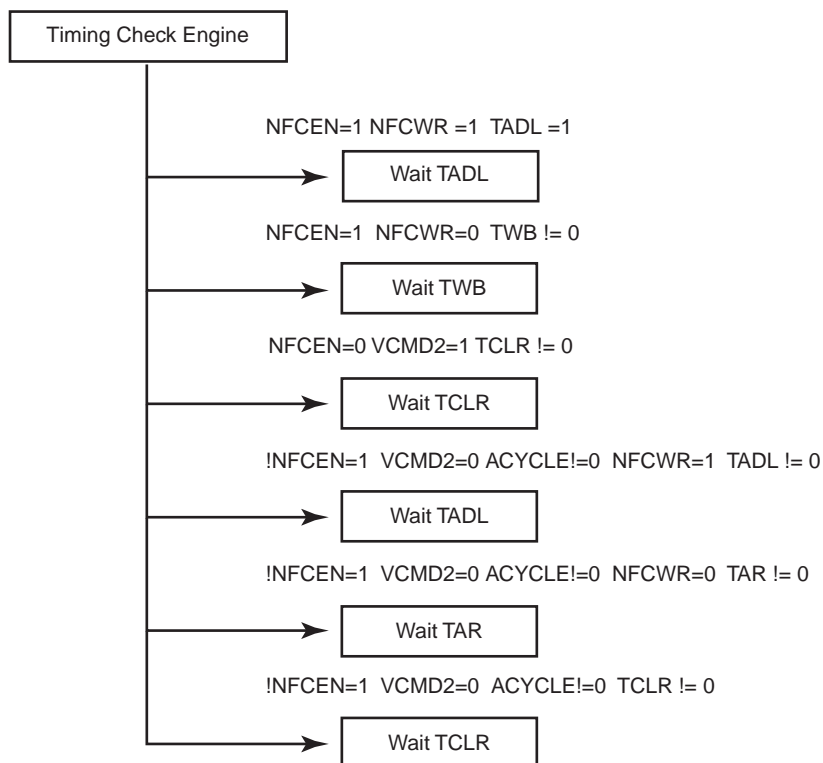 Timing Check Engine
NFCEN=1 NFCWR =1 TADL =1
Wait TADL
NFCEN=1 NFCWR=0 TWB != 0
Wait TWB
NFCEN=0 VCMD2=1 TCLR != 0
Wait TCLR
!NFCEN=1 VCMD2=0 ACYCLE!=0 NFCWR=1 TADL != 0
Wait TADL
!NFCEN=1 VCMD2=0 ACYCLE!=0 NFCWR=0 TAR != 0
Wait TAR
!NFCEN=1 VCMD2=0 ACYCLE!=0 TCLR != 0
Wait TCLR